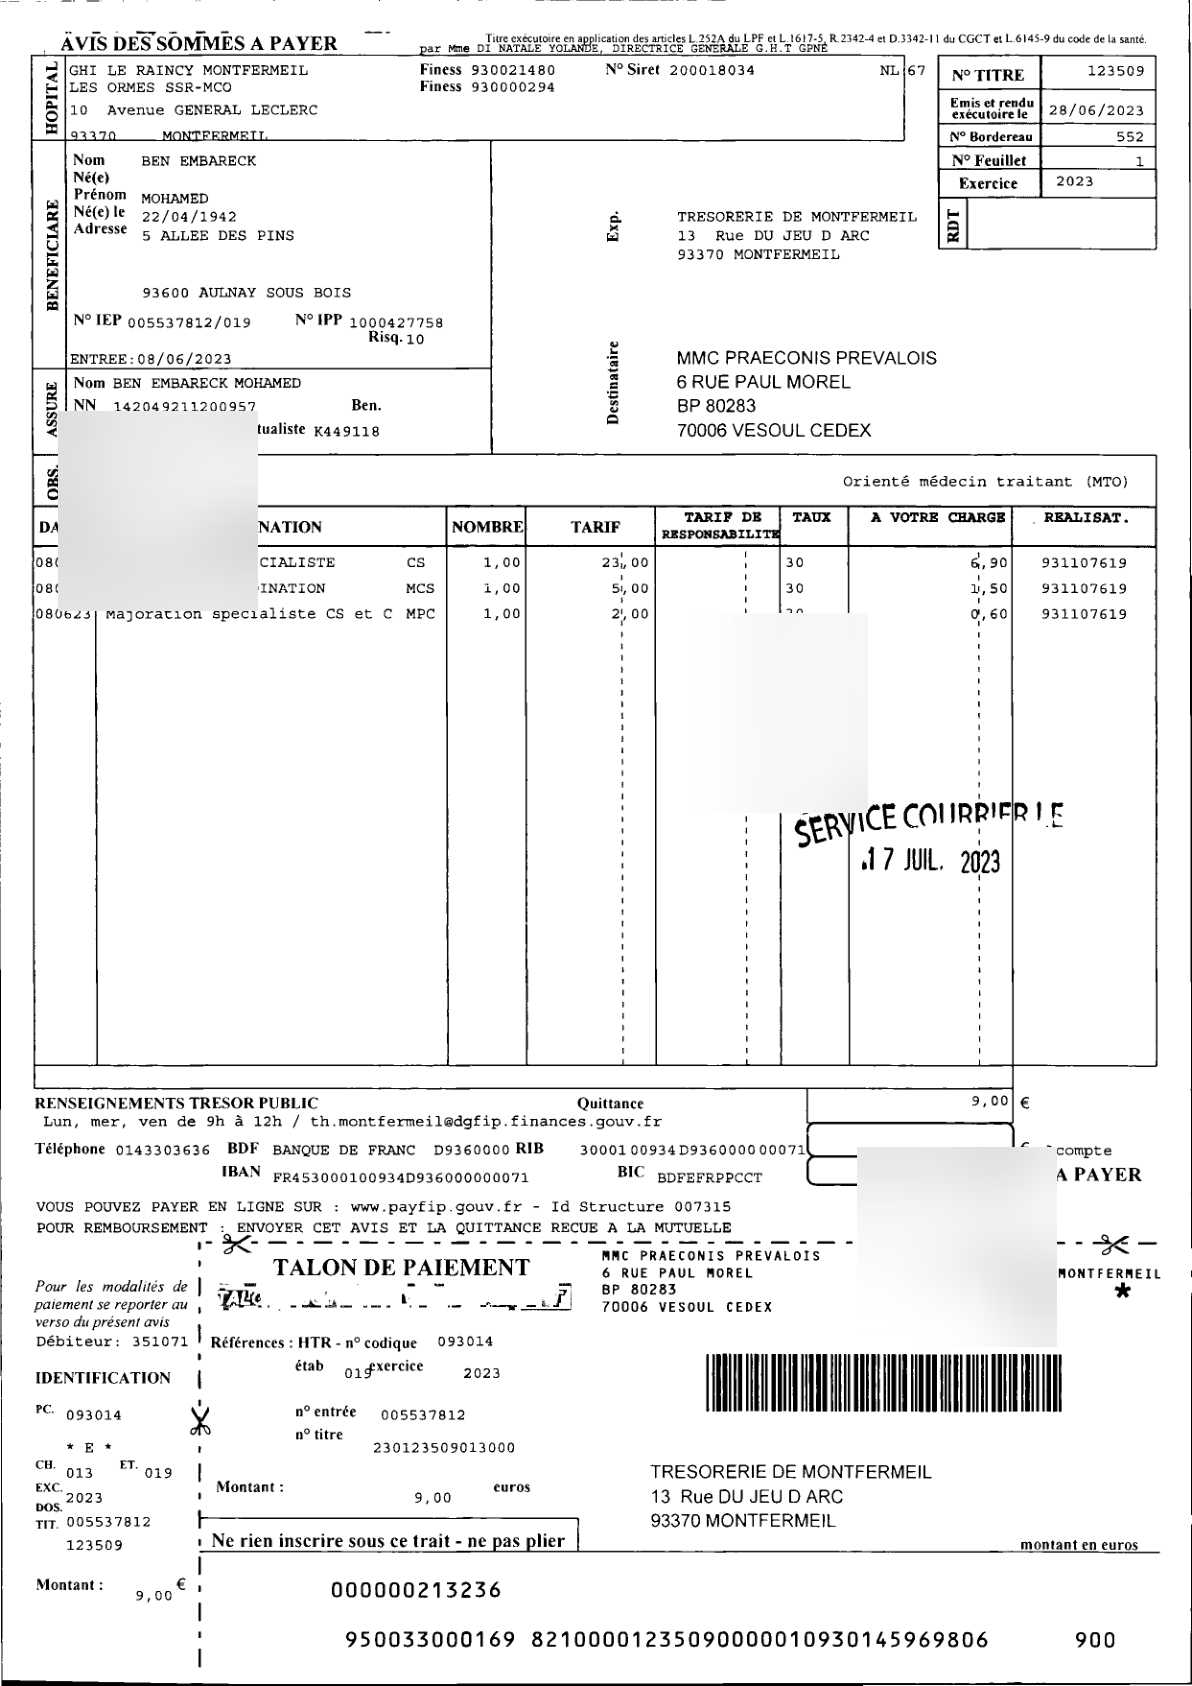 AVIS DES SOMMES A PAYER
Titre exécutoire en application des articles L.252A du LPF et L.1617-5, R.2342-4 et D.3342-11 du CGCT et L.6145-9 du code de la santé.
par Mme DI NATALE YOLANDE, DIRECTRICE GENERALE G.H.T GPNE
HOPITAL
GHI LE RAINCY MONTFERMEIL Finess 930021480 N° Siret 200018034 NL 67
LES ORMES SSR-MCO Finess 930000294
10 Avenue GENERAL LECLERC
93370 MONTFERMEIL
N° TITRE 123509
Emis et rendu exécutoire le 28/06/2023
N° Bordereau 552
N° Feuillet 1
Exercice 2023
RDT
BENEFICIARE
Nom BEN EMBARECK
Né(e)
Prénom MOHAMED
Né(e) le 22/04/1942
Adresse 5 ALLEE DES PINS
93600 AULNAY SOUS BOIS
N° IEP 005537812/019 N° IPP 1000427758
Risq. 10
ENTREE:08/06/2023
Exp.
TRESORERIE DE MONTFERMEIL
13 Rue DU JEU D ARC
93370 MONTFERMEIL
Destinataire
MMC PRAECONIS PREVALOIS
6 RUE PAUL MOREL
BP 80283
70006 VESOUL CEDEX
ASSURE
Nom BEN EMBARECK MOHAMED
NN 142049211200957 Ben.
tualiste K449118
OBS.
Orienté médecin traitant (MTO)
DA NATION NOMBRE TARIF TARIF DE RESPONSABILITE TAUX A VOTRE CHARGE REALISAT.
080 CIALISTE CS 1,00 23,00 30 6,90 931107619
080 INATION MCS 1,00 5,00 30 1,50 931107619
080623 Majoration spécialiste CS et C MPC 1,00 2,00 30 0,60 931107619
SERVICE COURRIER LE
17 JUIL. 2023
RENSEIGNEMENTS TRESOR PUBLIC Quittance 9,00 €
Lun, mer, ven de 9h à 12h / th.montfermeil@dgfip.finances.gouv.fr
Téléphone 0143303636 BDF BANQUE DE FRANC D9360000 RIB 30001 00934 D9360000000 71 € compte
IBAN FR453000100934D936000000071 BIC BDFEFRPPCCT A PAYER
VOUS POUVEZ PAYER EN LIGNE SUR : www.payfip.gouv.fr - Id Structure 007315
POUR REMBOURSEMENT : ENVOYER CET AVIS ET LA QUITTANCE RECUE A LA MUTUELLE
Pour les modalités de
paiement se reporter au
verso du présent avis
Débiteur: 351071
IDENTIFICATION
PC. 093014
* E *
CH. 013 ET. 019
EXC. 2023
DOS.
TIT. 005537812
123509
Montant : 9,00 €
TALON DE PAIEMENT
MMC PRAECONIS PREVALOIS
6 RUE PAUL MOREL
BP 80283
70006 VESOUL CEDEX
MONTFERMEIL
*
Références : HTR - n° codique 093014
étab 019 exercice 2023
n° entrée 005537812
n° titre
230123509013000
Montant : 9,00 euros
TRESORERIE DE MONTFERMEIL
13 Rue DU JEU D ARC
93370 MONTFERMEIL
Ne rien inscrire sous ce trait - ne pas plier
montant en euros
000000213236
950033000169 82100001235090000010930145969806 900